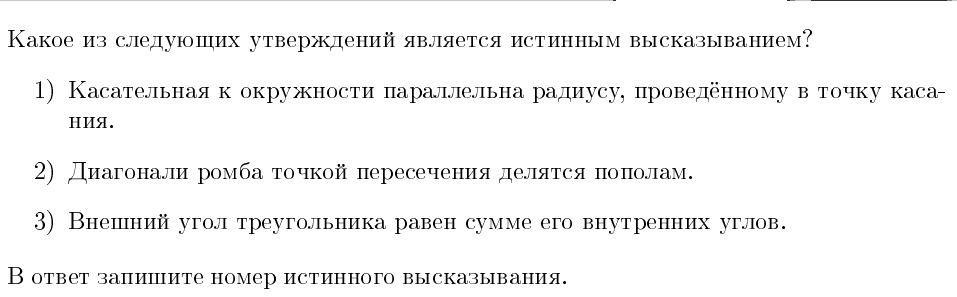 Какое из следующих утверждений является истинным высказыванием?
1) Касательная к окружности параллельна радиусу, проведённому в точку каса-
ния.
2) Диагонали ромба точкой пересечения делятся пополам.
3) Внешний угол треугольника равен сумме его внутренних углов.
В ответ запишите номер истинного высказывания.